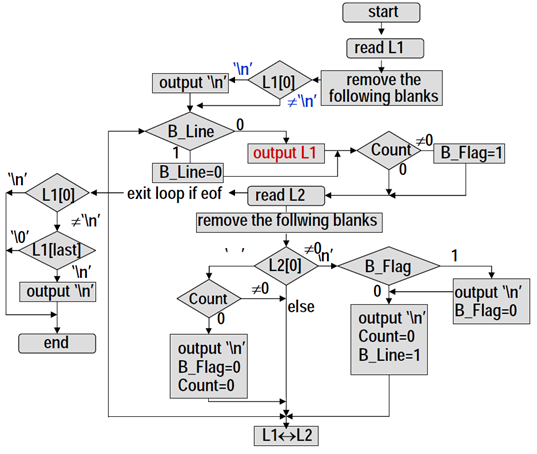 start
read L1
remove the
following blanks
L1[0]
'\n'
≠'\n'
output '\n'
B_Line
0
1
output L1
B_Line=0
Count
≠0
0
B_Flag=1
read L2
exit loop if eof
L1[0]
'\n'
≠'\n'
L1[last]
'\0'
'\n'
output '\n'
end
remove the follwing blanks
L2[0]
' '
≠0
'\n'
else
Count
≠0
0
output '\n'
B_Flag=0
Count=0
B_Flag
1
0
output '\n'
B_Flag=0
output '\n'
Count=0
B_Line=1
L1↔L2